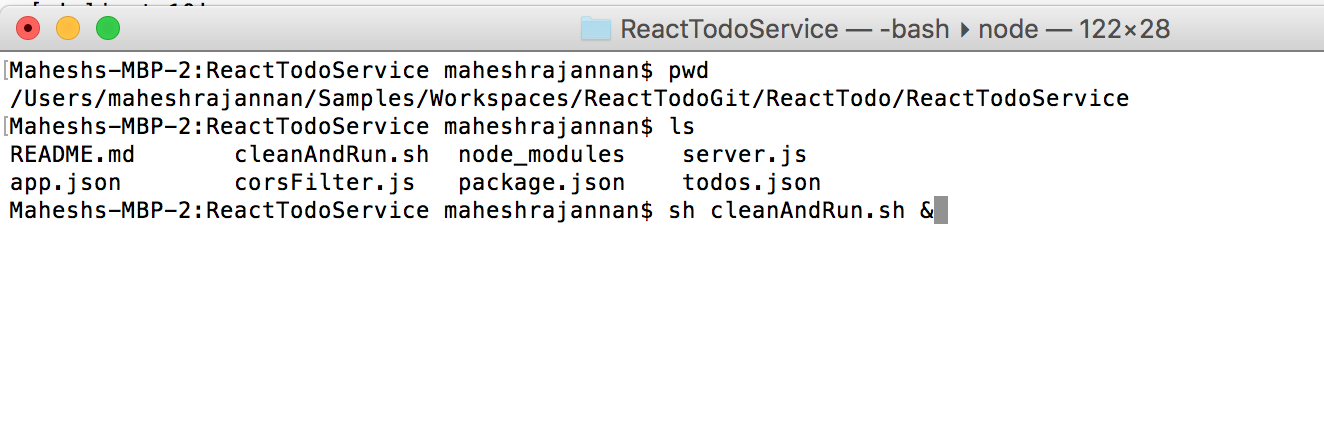 ReactTodoService — -bash ▸ node — 122×28
[Maheshs-MBP-2:ReactTodoService maheshrajannan$ pwd
/Users/maheshrajannan/Samples/Workspaces/ReactTodoGit/ReactTodo/ReactTodoService
[Maheshs-MBP-2:ReactTodoService maheshrajannan$ ls
README.md cleanAndRun.sh node_modules server.js
app.json corsFilter.js package.json todos.json
Maheshs-MBP-2:ReactTodoService maheshrajannan$ sh cleanAndRun.sh &